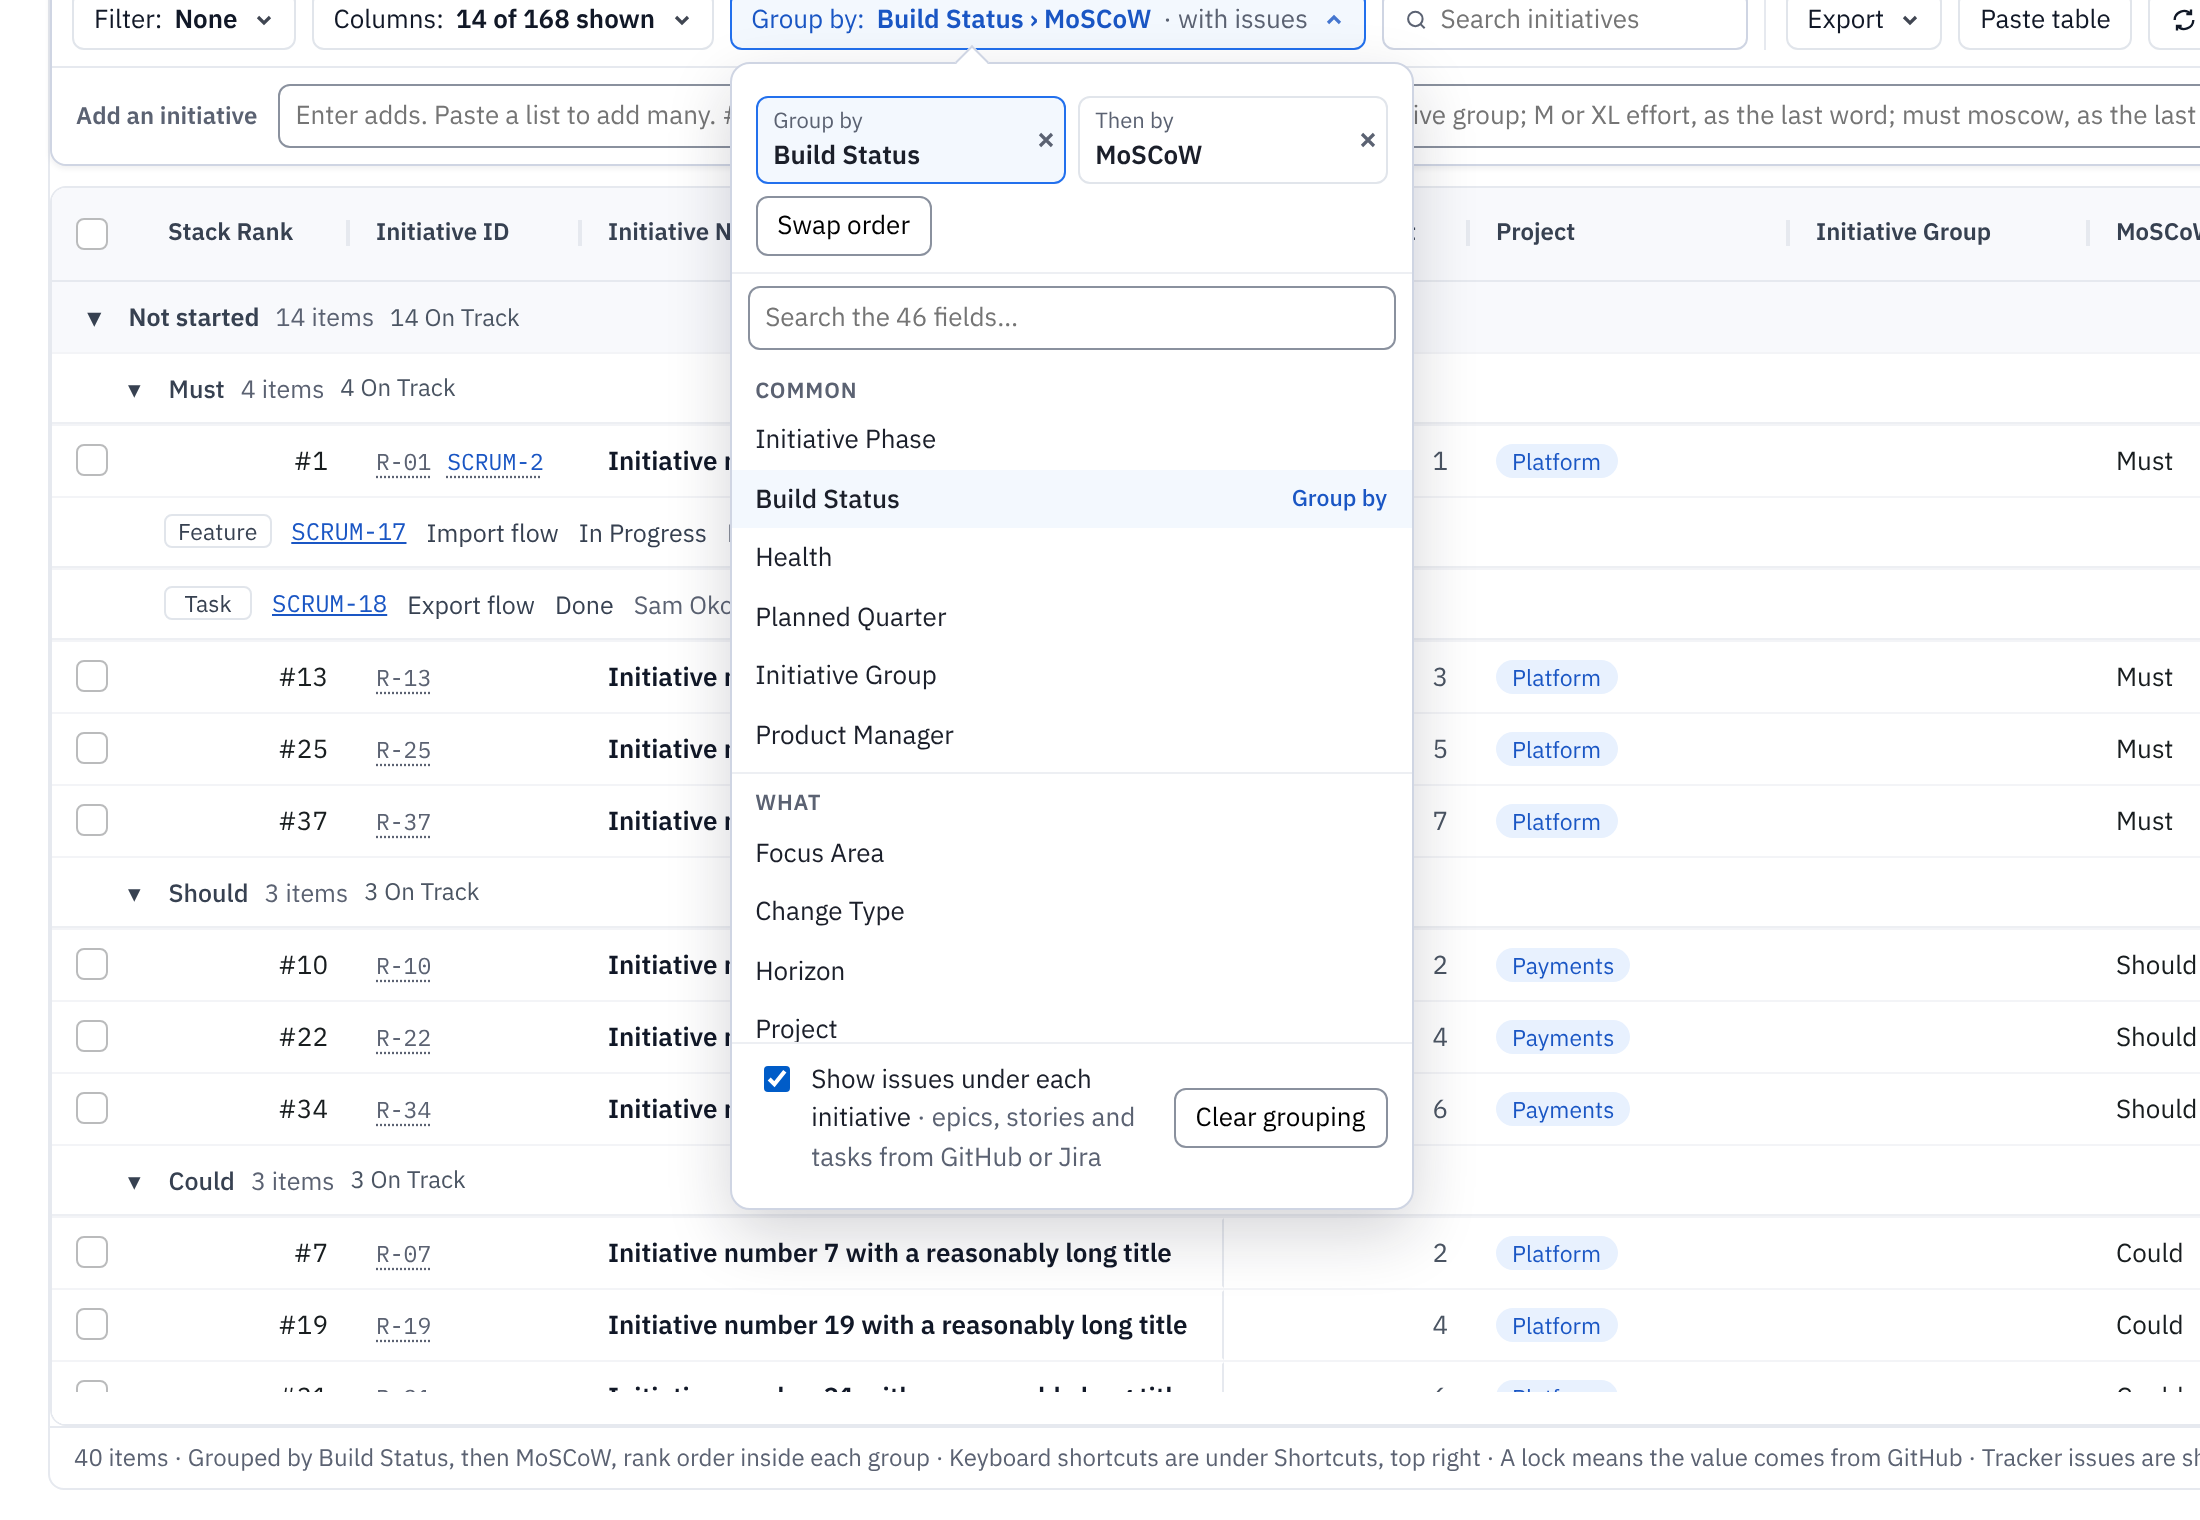 Filter: None
Columns: 14 of 168 shown
Group by: Build Status › MoSCoW · with issues
Search initiatives
Export
Paste table
Add an initiative
Enter adds. Paste a list to add many. #
ive group; M or XL effort, as the last word; must moscow, as the last
Group by
Build Status
×
Then by
MoSCoW
×
Swap order
Search the 46 fields...
COMMON
Initiative Phase
Build Status Group by
Health
Planned Quarter
Initiative Group
Product Manager
WHAT
Focus Area
Change Type
Horizon
Project
Show issues under each
initiative · epics, stories and
tasks from GitHub or Jira
Clear grouping
Stack Rank Initiative ID Initiative N Project Initiative Group MoSCoW
Not started 14 items 14 On Track
Must 4 items 4 On Track
#1 R-01 SCRUM-2 Initiative 1 Platform Must
Feature SCRUM-17 Import flow In Progress
Task SCRUM-18 Export flow Done Sam Oko
#13 R-13 Initiative 3 Platform Must
#25 R-25 Initiative 5 Platform Must
#37 R-37 Initiative 7 Platform Must
Should 3 items 3 On Track
#10 R-10 Initiative 2 Payments Should
#22 R-22 Initiative 4 Payments Should
#34 R-34 Initiative 6 Payments Should
Could 3 items 3 On Track
#7 R-07 Initiative number 7 with a reasonably long title 2 Platform Could
#19 R-19 Initiative number 19 with a reasonably long title 4 Platform Could
40 items · Grouped by Build Status, then MoSCoW, rank order inside each group · Keyboard shortcuts are under Shortcuts, top right · A lock means the value comes from GitHub · Tracker issues are sh